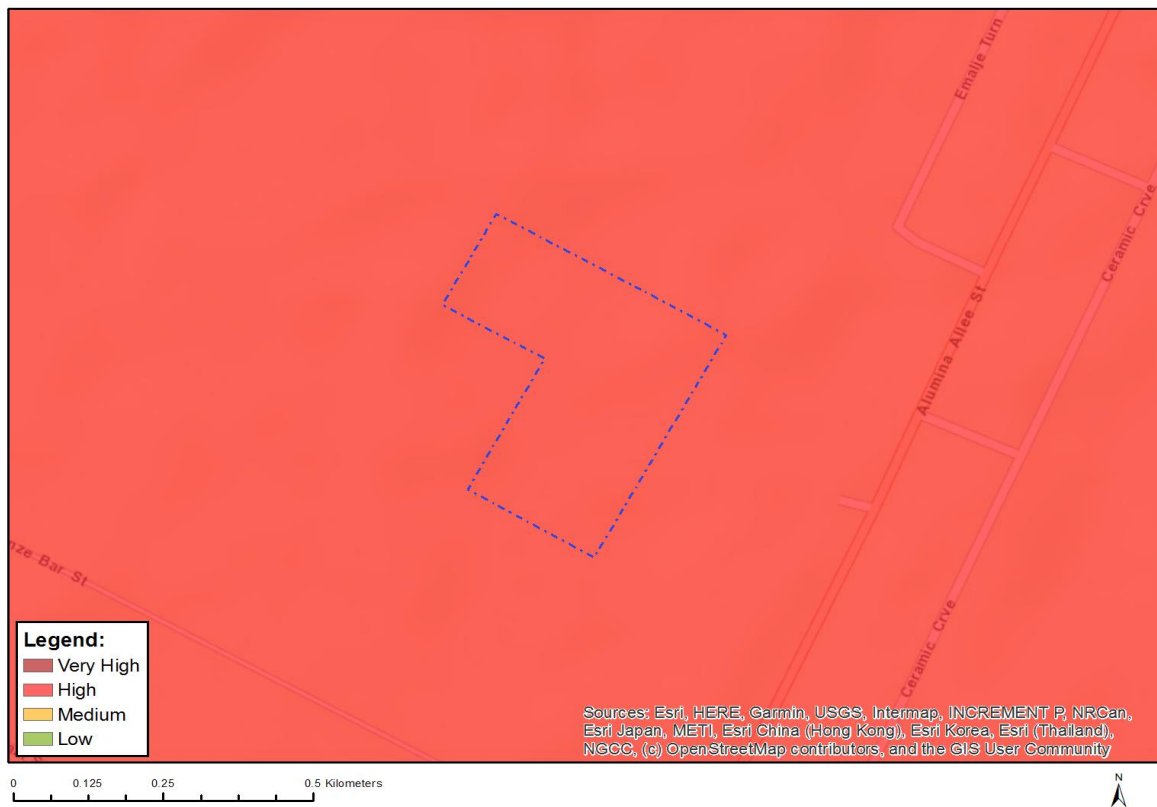 Emalje Turn
Ceramic Crve
Alumina Allee St
nze Bar St
Ceramic Crve
Legend:
Very High
High
Medium
Low
Sources: Esri, HERE, Garmin, USGS, Intermap, INCREMENT P, NRCan,
Esri Japan, METI, Esri China (Hong Kong), Esri Korea, Esri (Thailand),
NGCC, (c) OpenStreetMap contributors, and the GIS User Community
0 0.125 0.25 0.5 Kilometers
N